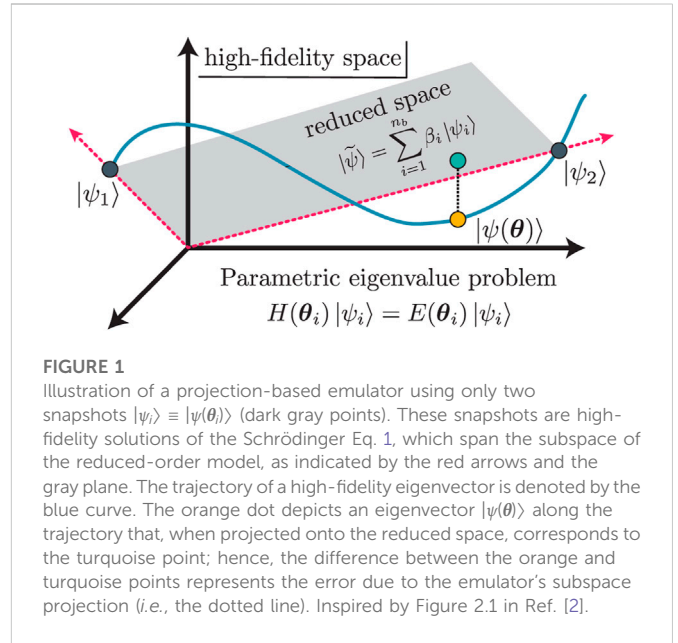 high-fidelity space
reduced space
|ψ̃⟩ = ∑_{i=1}^{n_b} β_i |ψ_i⟩
|ψ_1⟩
|ψ_2⟩
|ψ(θ)⟩
Parametric eigenvalue problem
H(θ_i) |ψ_i⟩ = E(θ_i) |ψ_i⟩
FIGURE 1
Illustration of a projection-based emulator using only two
snapshots |ψ_i⟩ ≡ |ψ(θ_i)⟩ (dark gray points). These snapshots are high-
fidelity solutions of the Schrödinger Eq. 1, which span the subspace of
the reduced-order model, as indicated by the red arrows and the
gray plane. The trajectory of a high-fidelity eigenvector is denoted by the
blue curve. The orange dot depicts an eigenvector |ψ(θ)⟩ along the
trajectory that, when projected onto the reduced space, corresponds to
the turquoise point; hence, the difference between the orange and
turquoise points represents the error due to the emulator's subspace
projection (i.e., the dotted line). Inspired by Figure 2.1 in Ref. [2].